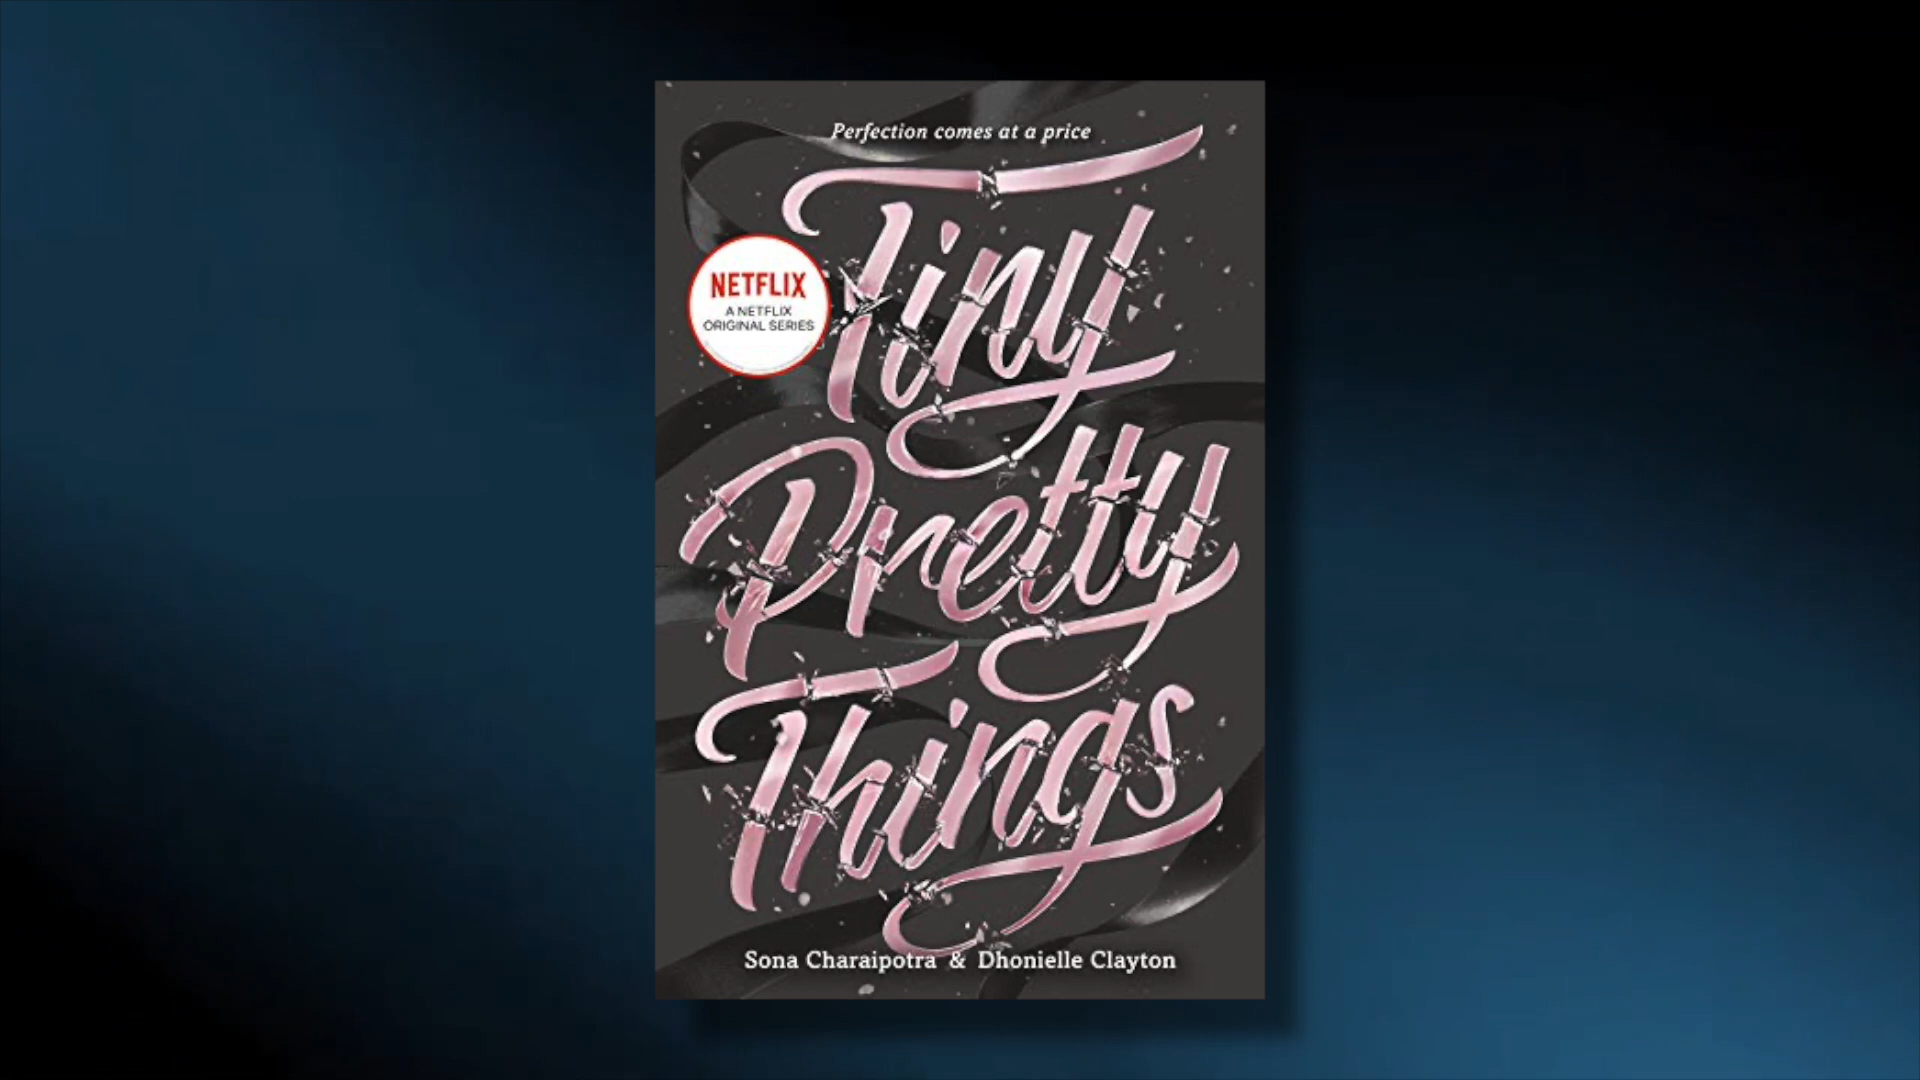 Perfection comes at a price
Tiny
NETFLIX
A NETFLIX
ORIGINAL SERIES
Pretty
Things
Sona Charaipotra & Dhonielle Clayton